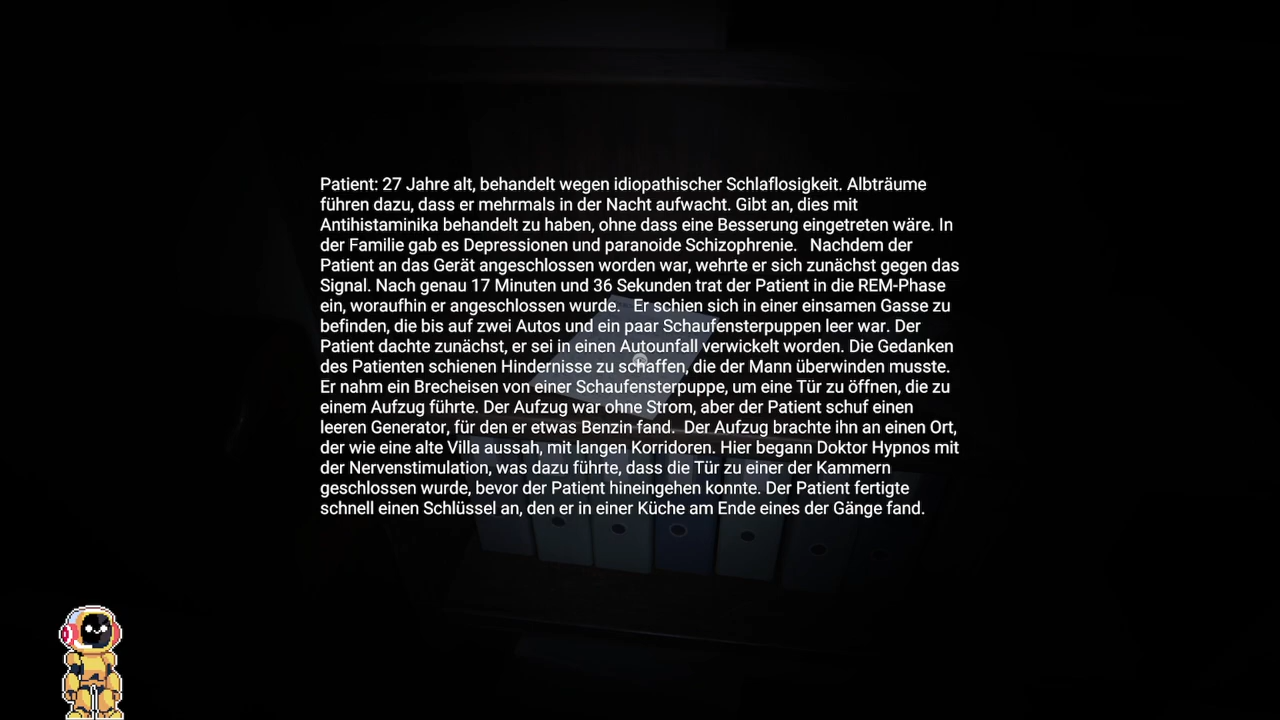 Patient: 27 Jahre alt, behandelt wegen idiopathischer Schlaflosigkeit. Albträume
führen dazu, dass er mehrmals in der Nacht aufwacht. Gibt an, dies mit
Antihistaminika behandelt zu haben, ohne dass eine Besserung eingetreten wäre. In
der Familie gab es Depressionen und paranoide Schizophrenie.   Nachdem der
Patient an das Gerät angeschlossen worden war, wehrte er sich zunächst gegen das
Signal. Nach genau 17 Minuten und 36 Sekunden trat der Patient in die REM-Phase
ein, woraufhin er angeschlossen wurde.   Er schien sich in einer einsamen Gasse zu
befinden, die bis auf zwei Autos und ein paar Schaufensterpuppen leer war. Der
Patient dachte zunächst, er sei in einen Autounfall verwickelt worden. Die Gedanken
des Patienten schienen Hindernisse zu schaffen, die der Mann überwinden musste.
Er nahm ein Brecheisen von einer Schaufensterpuppe, um eine Tür zu öffnen, die zu
einem Aufzug führte. Der Aufzug war ohne Strom, aber der Patient schuf einen
leeren Generator, für den er etwas Benzin fand.  Der Aufzug brachte ihn an einen Ort,
der wie eine alte Villa aussah, mit langen Korridoren. Hier begann Doktor Hypnos mit
der Nervenstimulation, was dazu führte, dass die Tür zu einer der Kammern
geschlossen wurde, bevor der Patient hineingehen konnte. Der Patient fertigte
schnell einen Schlüssel an, den er in einer Küche am Ende eines der Gänge fand.